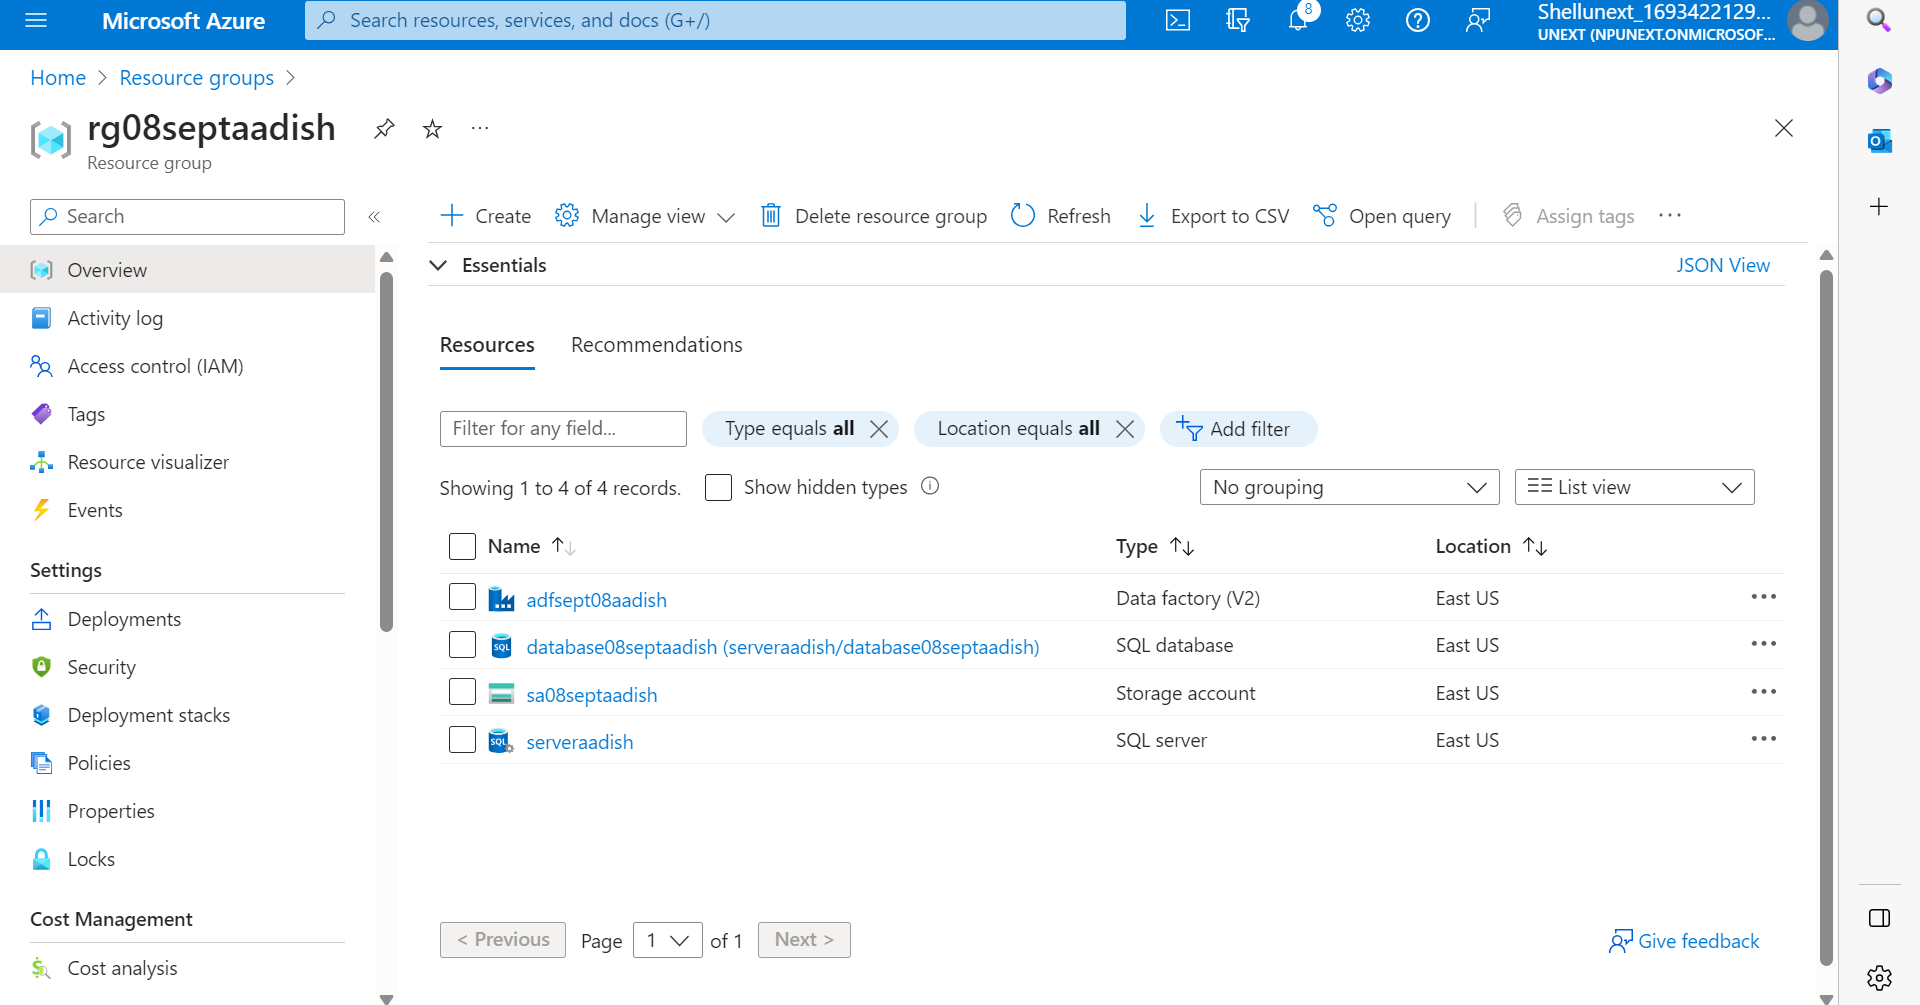 Microsoft Azure
Search resources, services, and docs (G+/)
8
Shellunext_1693422129...
UNEXT (NPUNEXT.ONMICROSOF...
Home > Resource groups >
rg08septaadish
Resource group
Search
Create
Manage view
Delete resource group
Refresh
Export to CSV
Open query
Assign tags
Overview
Activity log
Access control (IAM)
Tags
Resource visualizer
Events
Settings
Deployments
Security
Deployment stacks
Policies
Properties
Locks
Cost Management
Cost analysis
Essentials
JSON View
Resources
Recommendations
Filter for any field...
Type equals all
Location equals all
Add filter
Showing 1 to 4 of 4 records.
Show hidden types
No grouping
List view
Name Type Location
adfsept08aadish Data factory (V2) East US
SQL database08septaadish (serveraadish/database08septaadish) SQL database East US
sa08septaadish Storage account East US
SQL serveraadish SQL server East US
< Previous Page 1 of 1 Next >
Give feedback